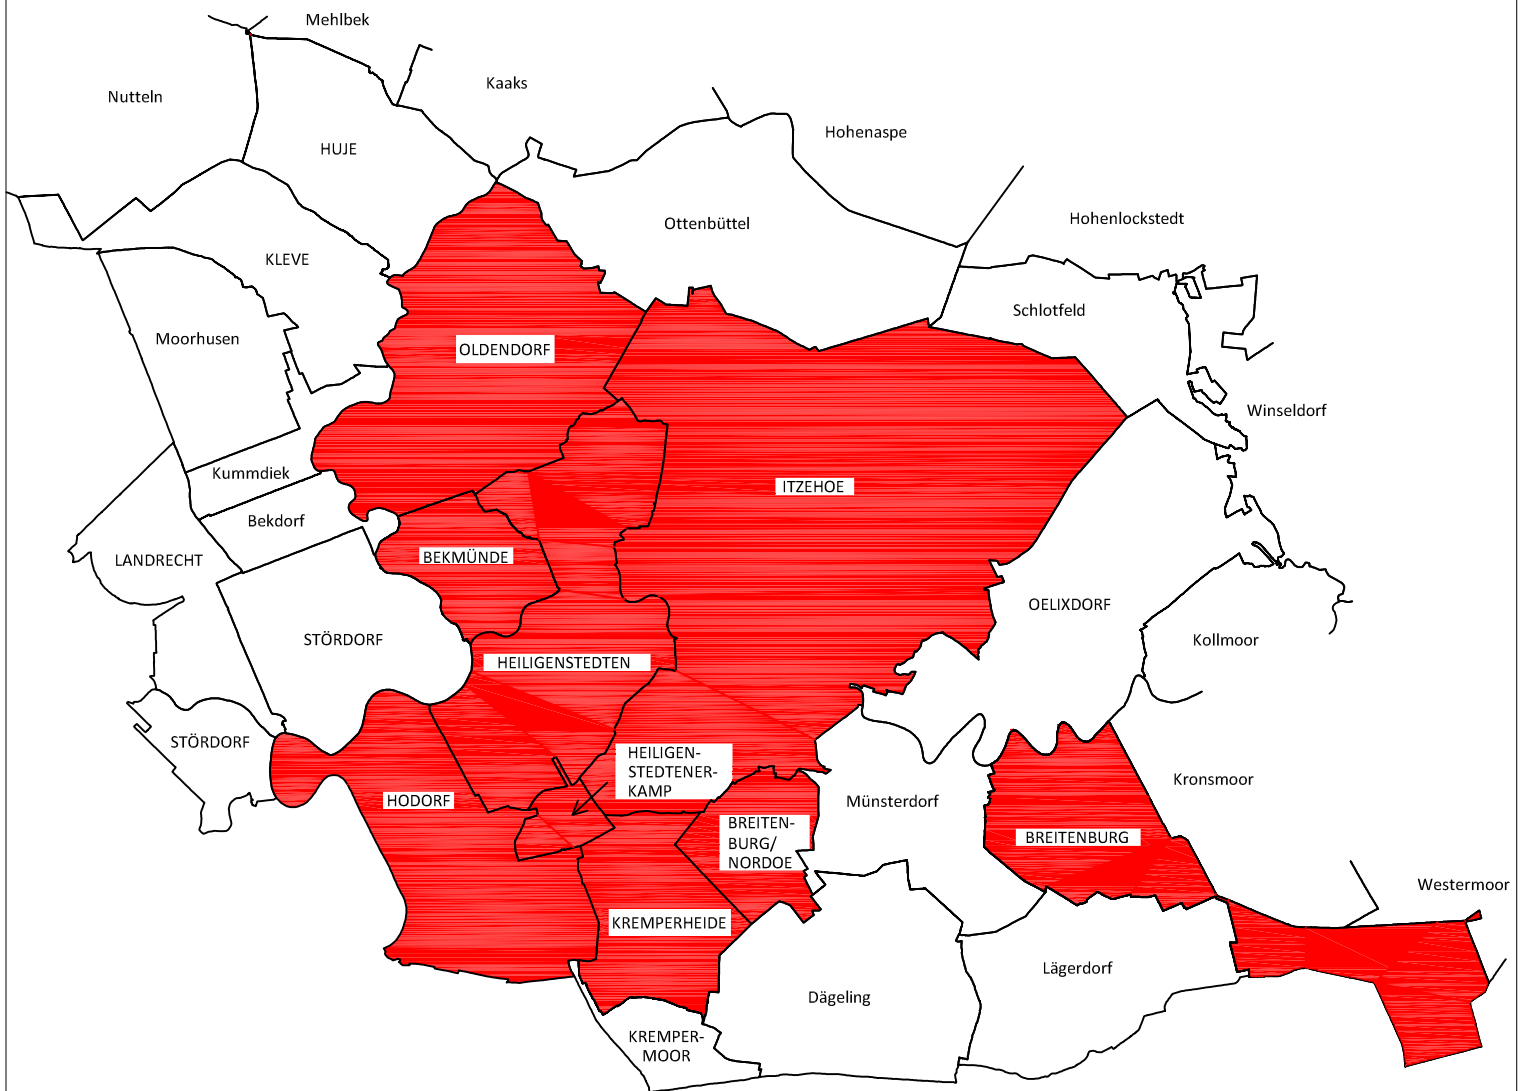 Mehlbek
Kaaks
Nutteln
Hohenaspe
HUJE
Hohenlockstedt
Ottenbüttel
KLEVE
Schlotfeld
Moorhusen
OLDENDORF
Winseldorf
Kummdiek
ITZEHOE
Bekdorf
BEKMÜNDE
LANDRECHT
OELIXDORF
STÖRDORF
Kollmoor
HEILIGENSTEDTEN
STÖRDORF
HEILIGEN-
STEDTENER-
KAMP
Kronsmoor
HODORF
Münsterdorf
BREITEN-
BURG/
NORDOE
BREITENBURG
Westermoor
KREMPERHEIDE
Lägerdorf
Dägeling
KREMPER-
MOOR